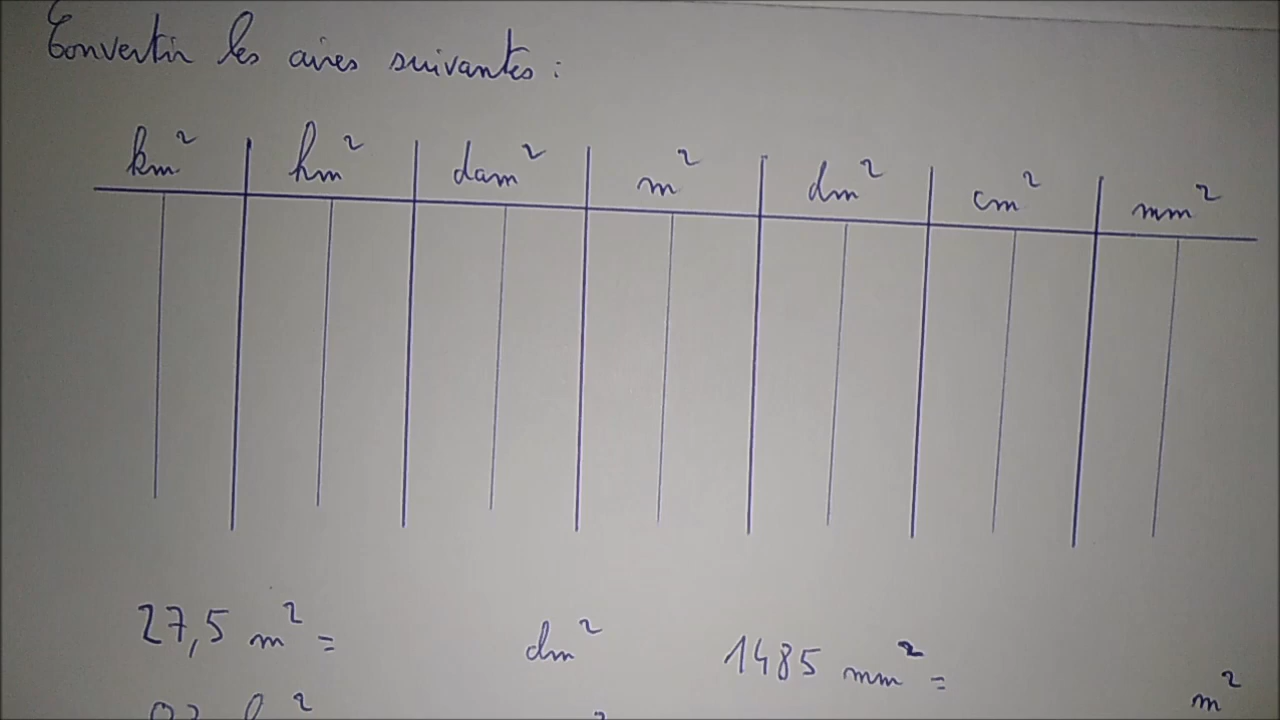 Convertir les aires suivantes :
km² hm² dam² m² dm² cm² mm²
27,5 m² = dm² 1485 mm² = m²